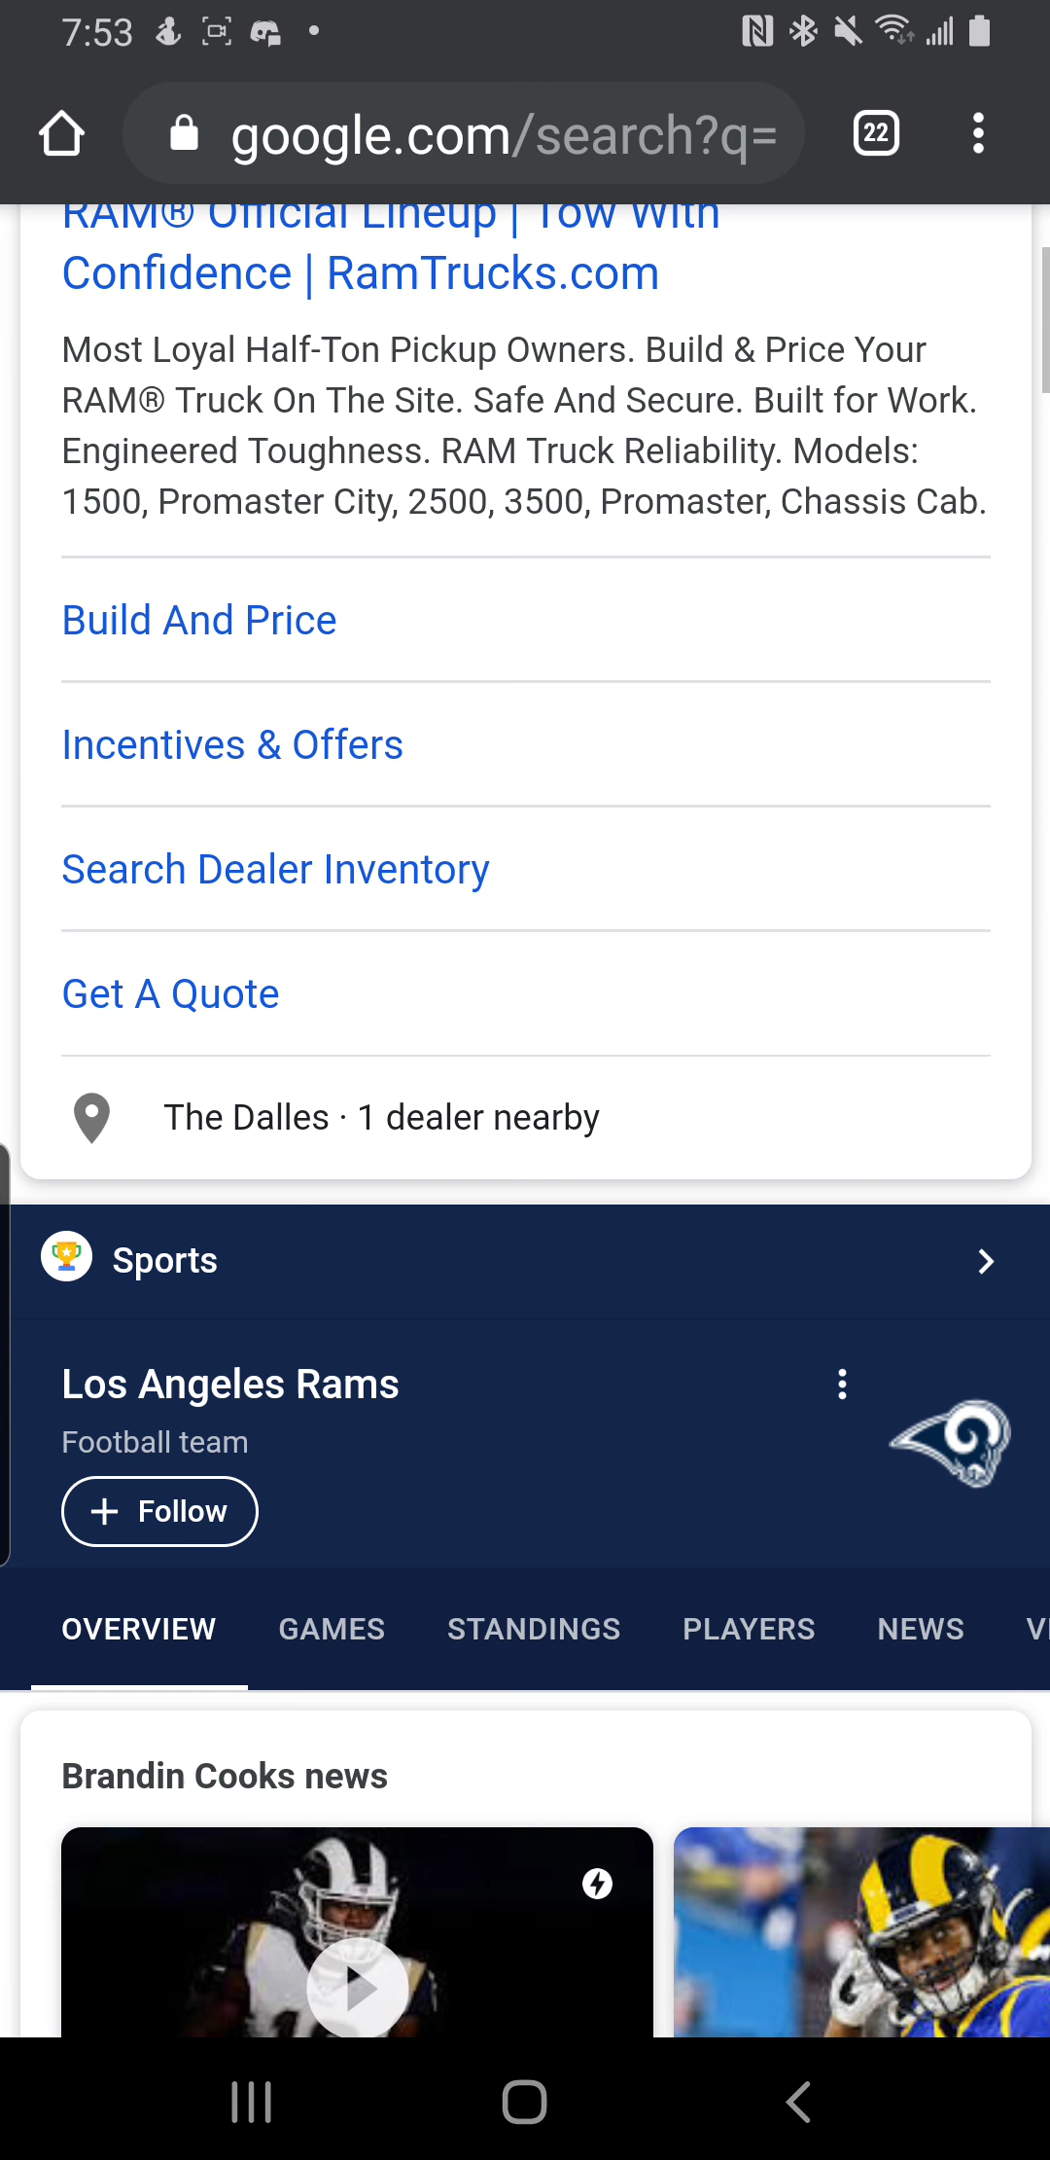 7:53
google.com/search?q=
22
RAM® Official Lineup | Tow With
Confidence | RamTrucks.com
Most Loyal Half-Ton Pickup Owners. Build & Price Your
RAM® Truck On The Site. Safe And Secure. Built for Work.
Engineered Toughness. RAM Truck Reliability. Models:
1500, Promaster City, 2500, 3500, Promaster, Chassis Cab.
Build And Price
Incentives & Offers
Search Dealer Inventory
Get A Quote
The Dalles · 1 dealer nearby
Sports
Los Angeles Rams
Football team
+ Follow
OVERVIEW GAMES STANDINGS PLAYERS NEWS
Brandin Cooks news